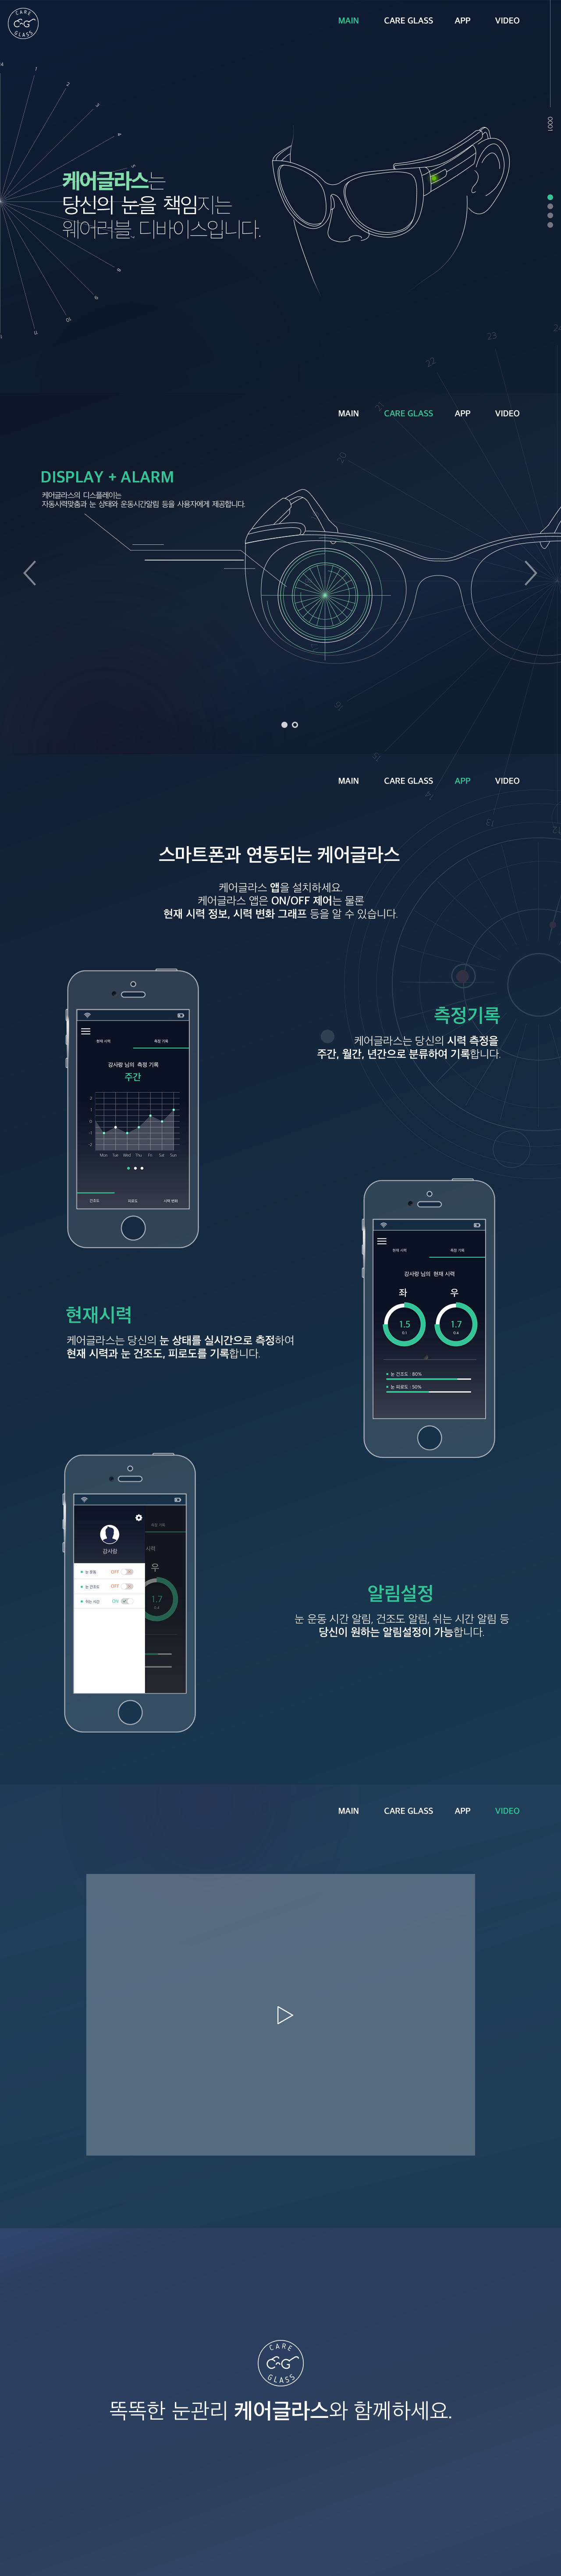 CARE
C-G
GLASS
MAIN CARE GLASS APP VIDEO
0001
케어글라스는
당신의 눈을 책임지는
웨어러블 디바이스입니다.
MAIN CARE GLASS APP VIDEO
DISPLAY + ALARM
케어글라스의 디스플레이는
자동시력맞춤과 눈 상태와 운동시간알림 등을 사용자에게 제공합니다.
MAIN CARE GLASS APP VIDEO
스마트폰과 연동되는 케어글라스
케어글라스 앱을 설치하세요.
케어글라스 앱은 ON/OFF 제어는 물론
현재 시력 정보, 시력 변화 그래프 등을 알 수 있습니다.
현재 시력 측정 기록
강사람 님의 측정 기록
주간
2
1
0
-1
-2
Mon Tue Wed Thu Fri Sat Sun
건조도 피로도 시력 변화
측정기록
케어글라스는 당신의 시력 측정을
주간, 월간, 년간으로 분류하여 기록합니다.
현재 시력 측정 기록
강사람 님의 현재 시력
좌 우
1.5 1.7
눈 건조도 : 80%
눈 피로도 : 50%
현재시력
케어글라스는 당신의 눈 상태를 실시간으로 측정하여
현재 시력과 눈 건조도, 피로도를 기록합니다.
강사람
측정 기록
시력
우
1.7
눈 운동 OFF
눈 건조도 OFF
쉬는 시간 ON
알림설정
눈 운동 시간 알림, 건조도 알림, 쉬는 시간 알림 등
당신이 원하는 알림설정이 가능합니다.
MAIN CARE GLASS APP VIDEO
CARE
C-G
GLASS
똑똑한 눈관리 케어글라스와 함께하세요.